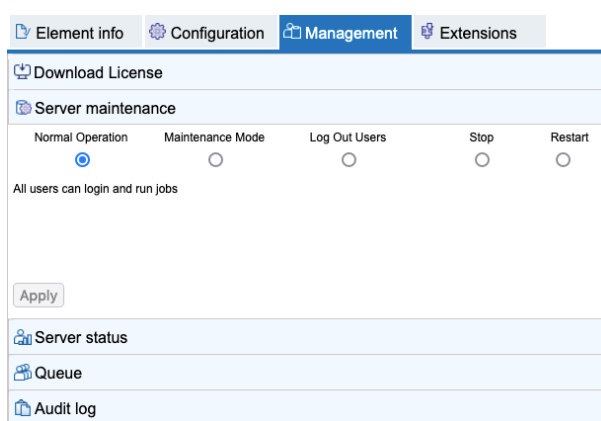 Element info Configuration Management Extensions
Download License
Server maintenance
Normal Operation Maintenance Mode Log Out Users Stop Restart
All users can login and run jobs
Apply
Server status
Queue
Audit log